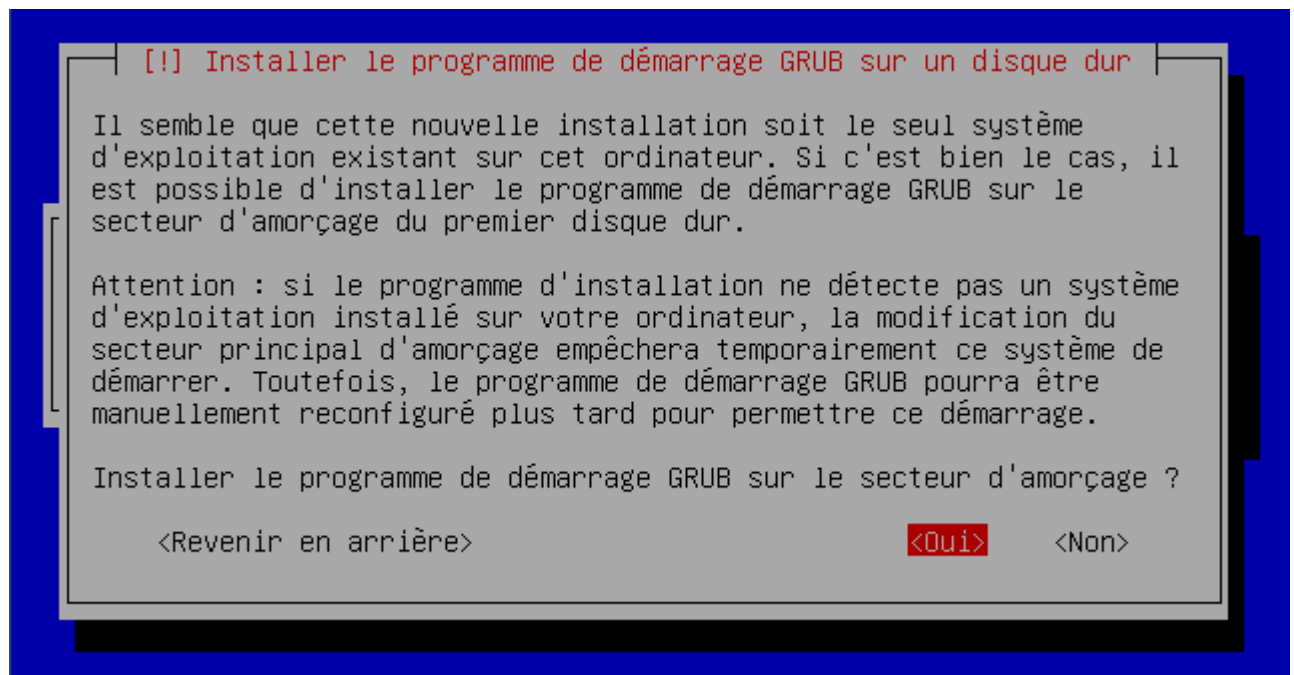 [!] Installer le programme de démarrage GRUB sur un disque dur
Il semble que cette nouvelle installation soit le seul système
d'exploitation existant sur cet ordinateur. Si c'est bien le cas, il
est possible d'installer le programme de démarrage GRUB sur le
secteur d'amorçage du premier disque dur.
Attention : si le programme d'installation ne détecte pas un système
d'exploitation installé sur votre ordinateur, la modification du
secteur principal d'amorçage empêchera temporairement ce système de
démarrer. Toutefois, le programme de démarrage GRUB pourra être
manuellement reconfiguré plus tard pour permettre ce démarrage.
Installer le programme de démarrage GRUB sur le secteur d'amorçage ?
<Revenir en arrière> <Oui> <Non>